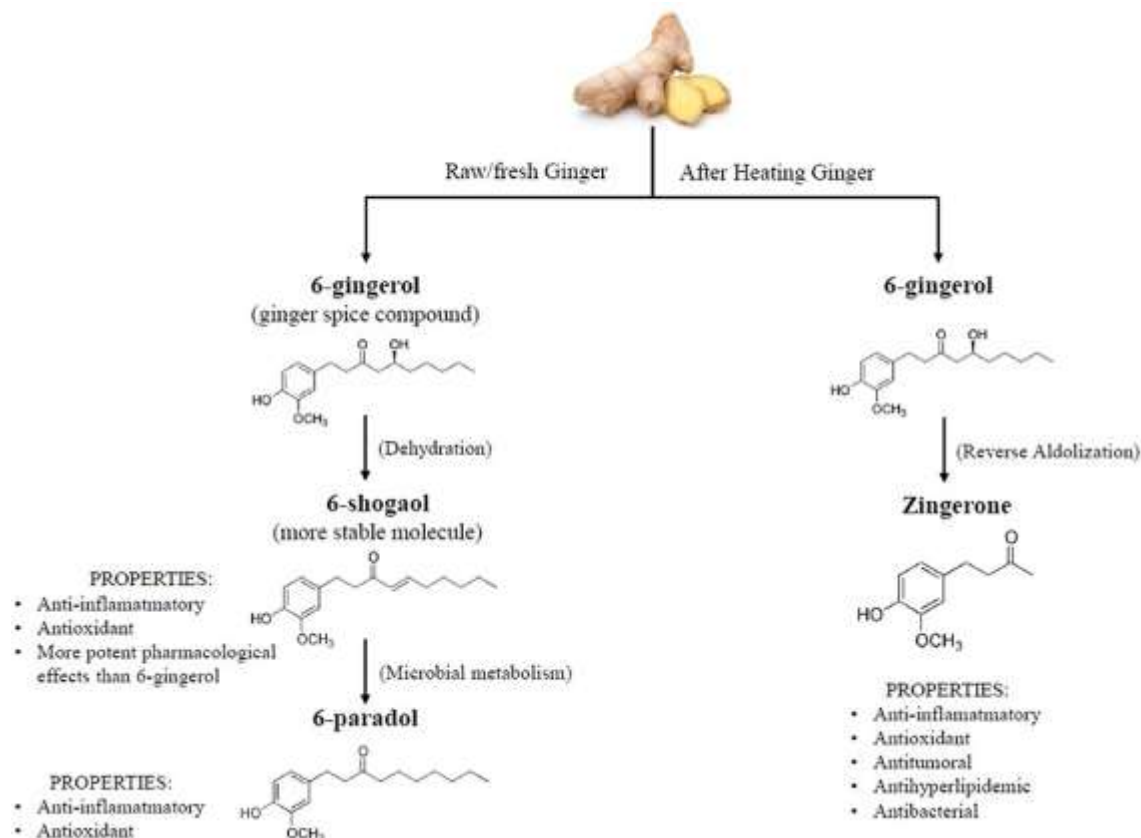 Raw/fresh Ginger
After Heating Ginger
6-gingerol
(ginger spice compound)
O
OH
HO
OCH3
(Dehydration)
6-shogaol
(more stable molecule)
PROPERTIES:
• Anti-inflamatmatory
• Antioxidant
• More potent pharmacological
effects than 6-gingerol
O
HO
OCH3
(Microbial metabolism)
6-paradol
PROPERTIES:
• Anti-inflamatmatory
• Antioxidant
O
HO
OCH3
6-gingerol
O
OH
HO
OCH3
(Reverse Aldolization)
Zingerone
O
HO
OCH3
PROPERTIES:
• Anti-inflamatmatory
• Antioxidant
• Antitumoral
• Antihyperlipidemic
• Antibacterial